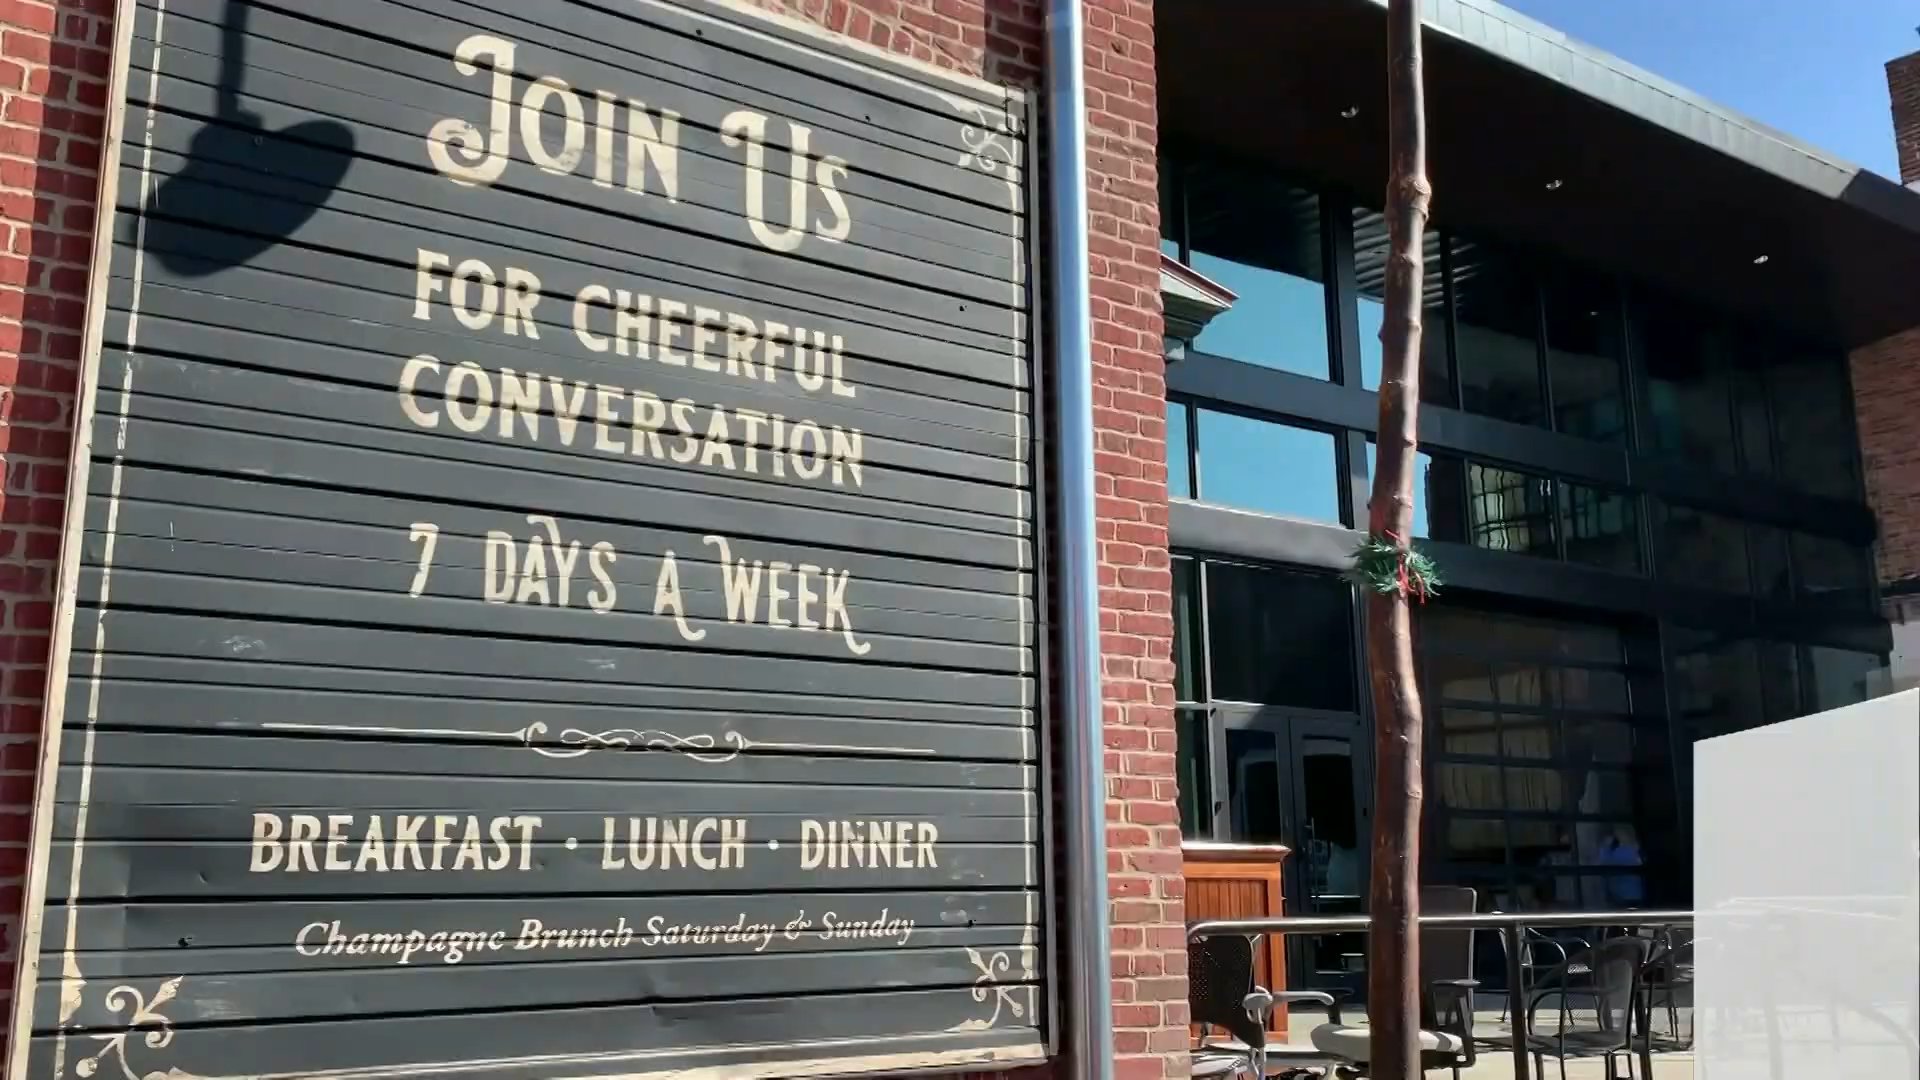 JOIN US
FOR CHEERFUL
CONVERSATION
7 DAYS A WEEK
BREAKFAST · LUNCH · DINNER
Champagne Brunch Saturday & Sunday